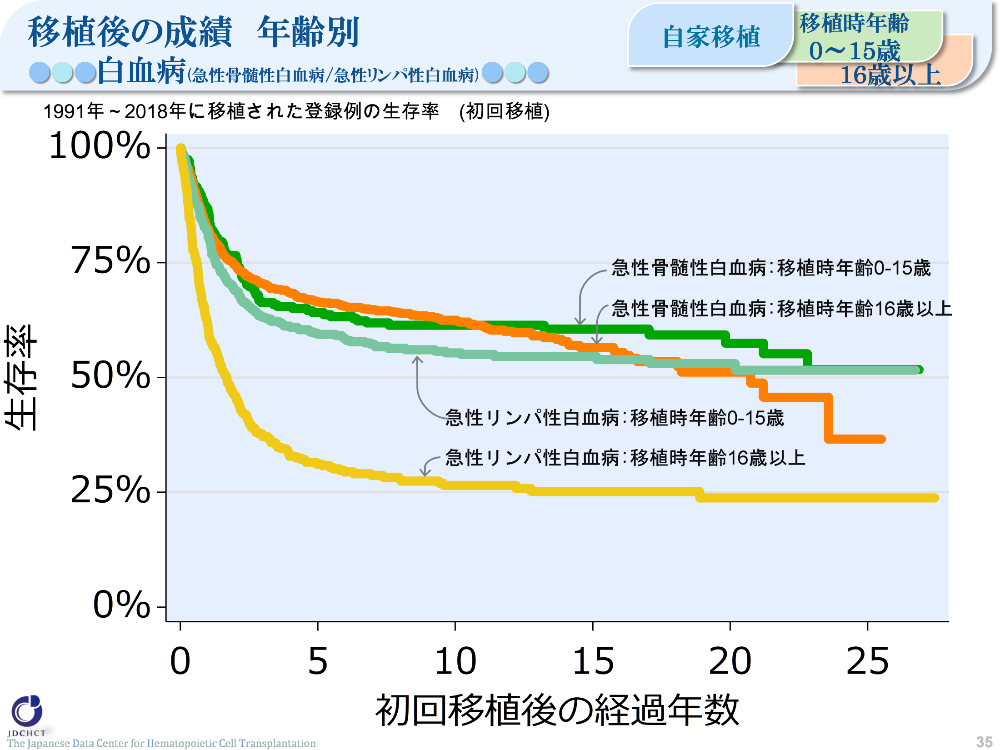 移植後の成績　年齢別
白血病(急性骨髄性白血病/急性リンパ性白血病)
自家移植
移植時年齢
0～15歳
16歳以上
1991年～2018年に移植された登録例の生存率　(初回移植)
100%
75%
50%
25%
0%
生存率
急性骨髄性白血病：移植時年齢0-15歳
急性骨髄性白血病：移植時年齢16歳以上
急性リンパ性白血病：移植時年齢0-15歳
急性リンパ性白血病：移植時年齢16歳以上
0 5 10 15 20 25
初回移植後の経過年数
JDCHCT
The Japanese Data Center for Hematopoietic Cell Transplantation
35